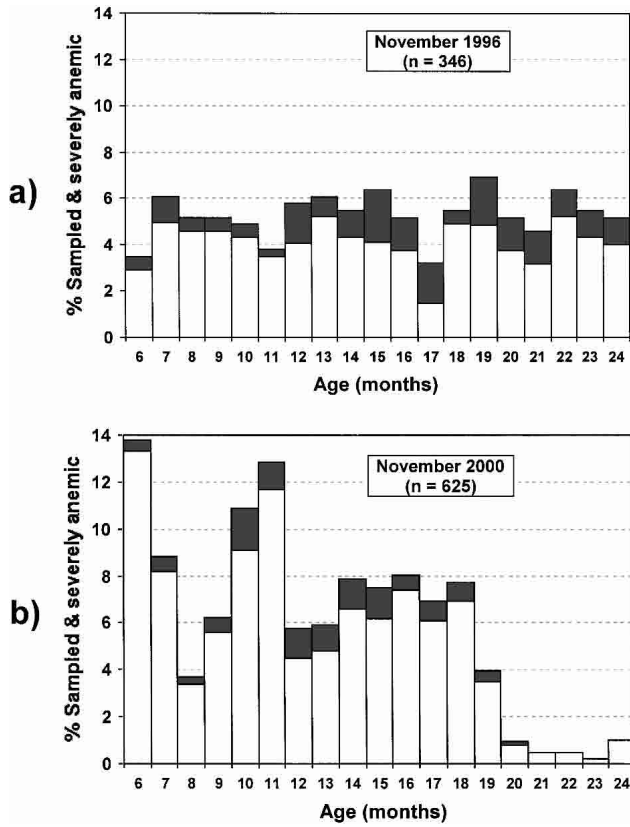 a)
% Sampled & severely anemic
14
12
10
8
6
4
2
0
November 1996
(n = 346)
6 7 8 9 10 11 12 13 14 15 16 17 18 19 20 21 22 23 24
Age (months)
b)
% Sampled & severely anemic
14
12
10
8
6
4
2
0
November 2000
(n = 625)
6 7 8 9 10 11 12 13 14 15 16 17 18 19 20 21 22 23 24
Age (months)